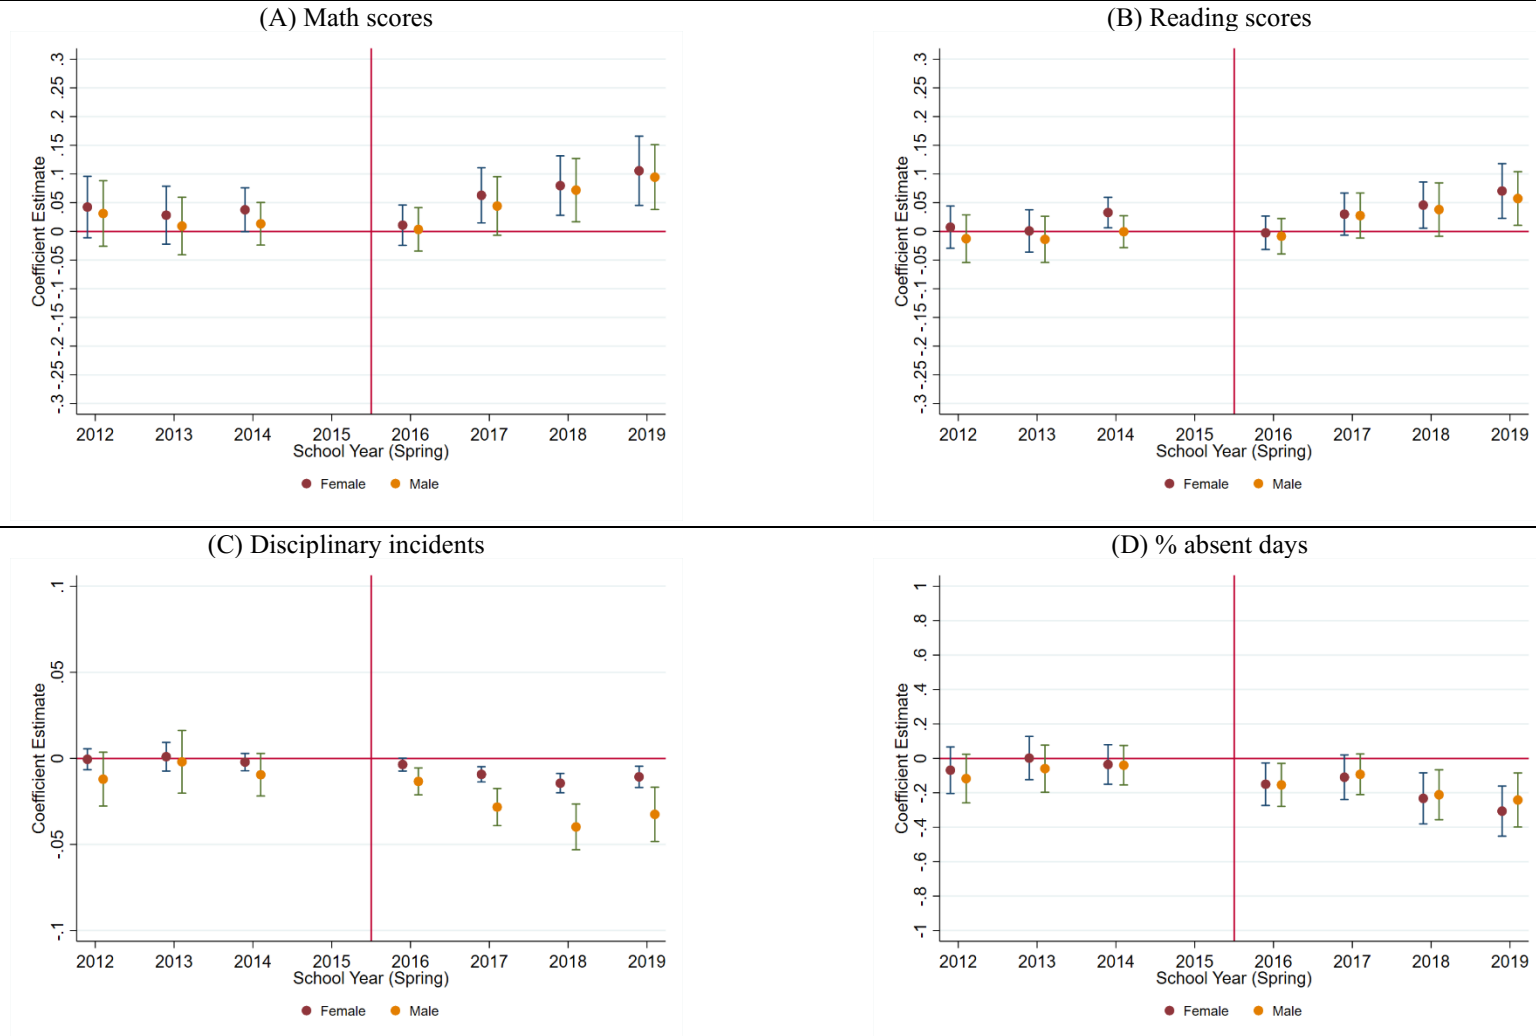 (A) Math scores
Coefficient Estimate
.3
.25
.2
.15
.1
.05
0
-.05
-.1
-.15
-.2
-.25
-.3
2012 2013 2014 2015 2016 2017 2018 2019
School Year (Spring)
Female Male
(B) Reading scores
Coefficient Estimate
.3
.25
.2
.15
.1
.05
0
-.05
-.1
-.15
-.2
-.25
-.3
2012 2013 2014 2015 2016 2017 2018 2019
School Year (Spring)
Female Male
(C) Disciplinary incidents
Coefficient Estimate
.1
.05
0
-.05
-.1
2012 2013 2014 2015 2016 2017 2018 2019
School Year (Spring)
Female Male
(D) % absent days
Coefficient Estimate
1
.8
.6
.4
.2
0
-.2
-.4
-.6
-.8
-1
2012 2013 2014 2015 2016 2017 2018 2019
School Year (Spring)
Female Male